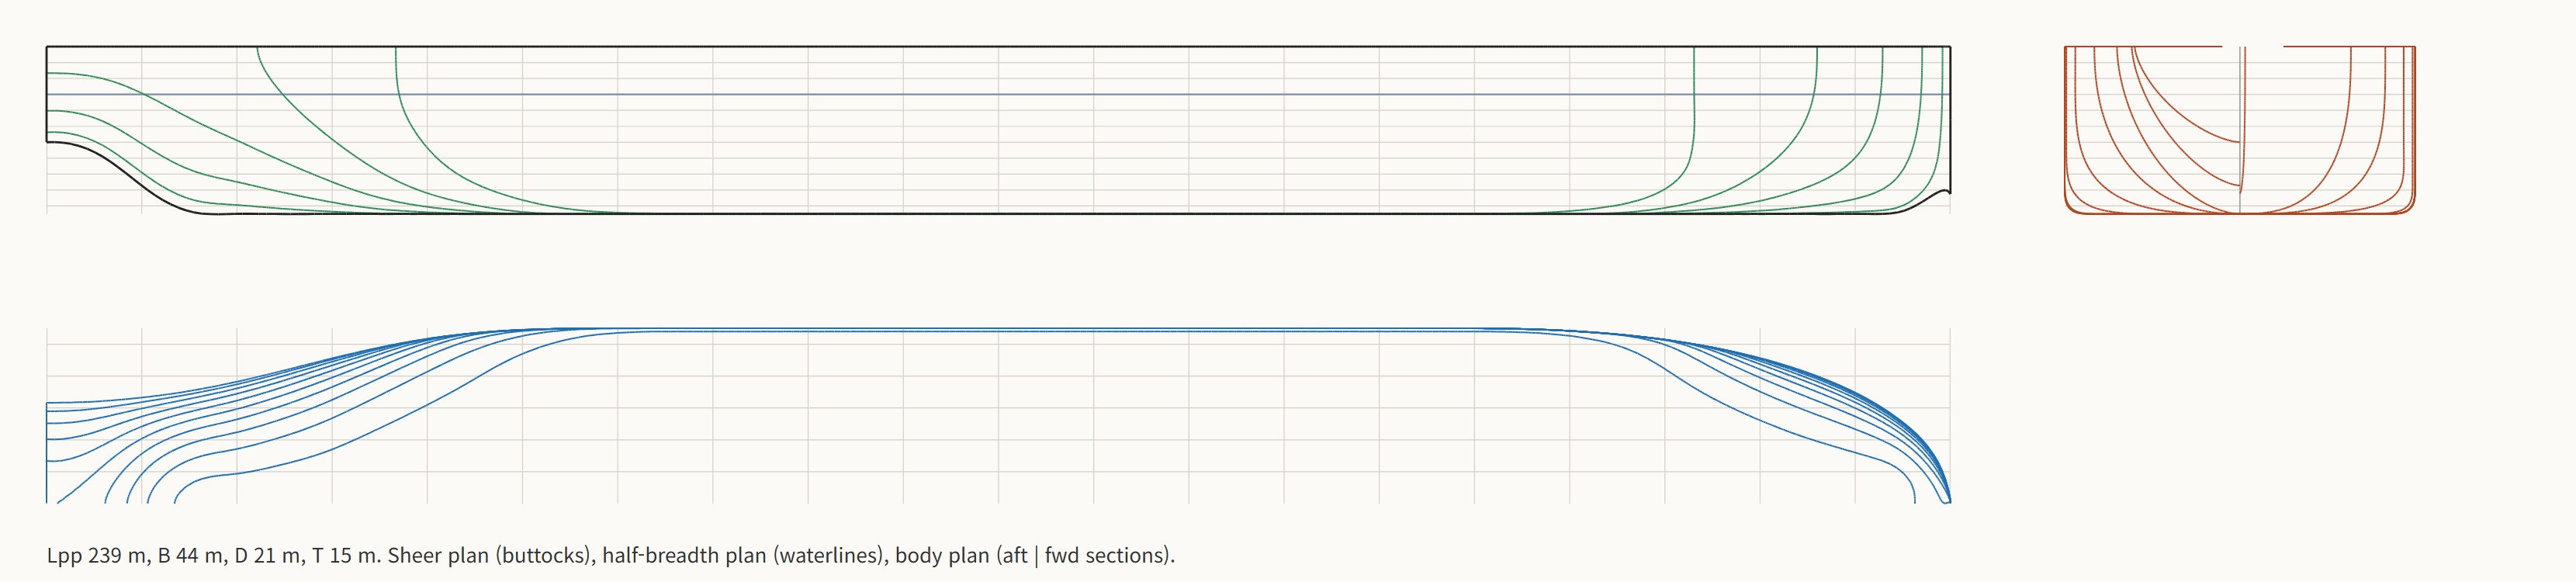 Lpp 239 m, B 44 m, D 21 m, T 15 m. Sheer plan (buttocks), half-breadth plan (waterlines), body plan (aft | fwd sections).